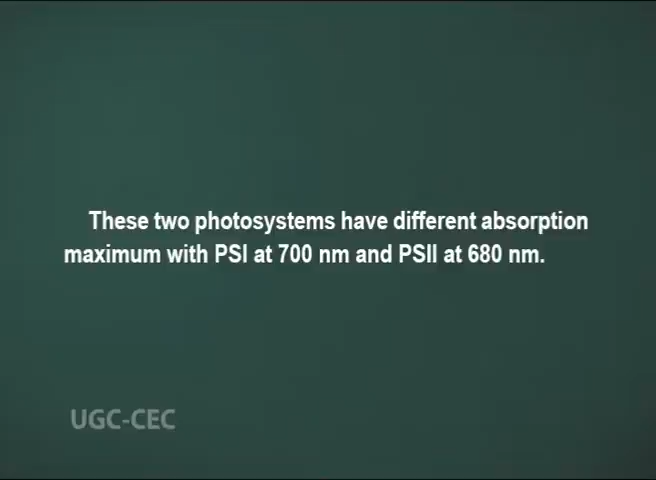 These two photosystems have different absorption
maximum with PSI at 700 nm and PSII at 680 nm.
UGC-CEC